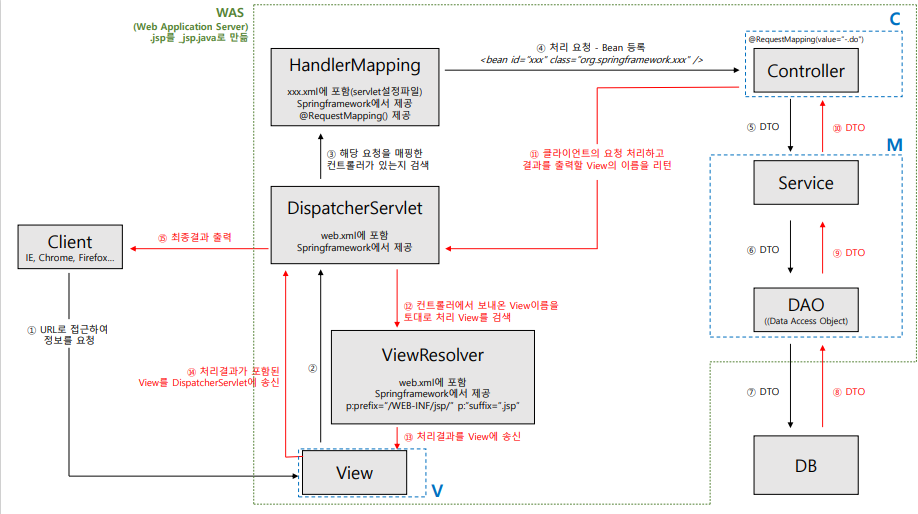 WAS
(Web Application Server)
.jsp를 _jsp.java로 만듦
HandlerMapping
xxx.xml에 포함(servlet설정파일)
Springframework에서 제공
@RequestMapping() 제공
④ 처리 요청 - Bean 등록
<bean id="xxx" class="org.springframework.xxx" />
C
@RequestMapping(value="-.do")
Controller
③ 해당 요청을 매핑한
컨트롤러가 있는지 검색
⑪ 클라이언트의 요청 처리하고
결과를 출력할 View의 이름을 리턴
⑤ DTO
⑩ DTO
M
Service
DispatcherServlet
web.xml에 포함
Springframework에서 제공
Client
IE, Chrome, Firefox...
⑮ 최종결과 출력
⑥ DTO
⑨ DTO
DAO
((Data Access Object)
① URL로 접근하여
정보를 요청
⑫ 컨트롤러에서 보내온 View이름을
토대로 처리 View를 검색
ViewResolver
web.xml에 포함
Springframework에서 제공
p:prefix="/WEB-INF/jsp/" p:"suffix=".jsp"
⑭ 처리결과가 포함된
View를 DispatcherServlet에 송신
②
⑦ DTO
⑧ DTO
⑬ 처리결과를 View에 송신
View
V
DB